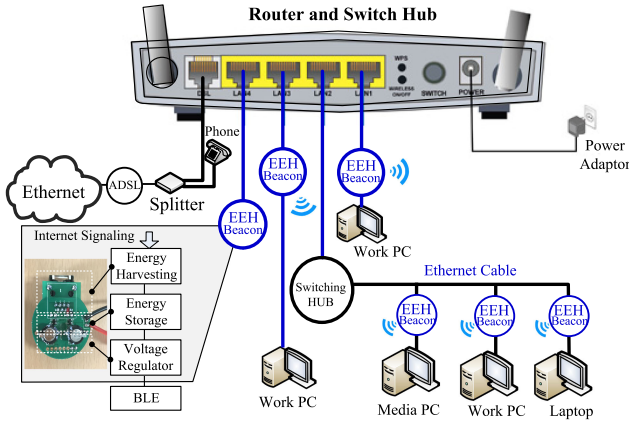 Router and Switch Hub
WPS
DSL
LAN4
LAN3
LAN2
LAN1
WIRELESS
ON/OFF
SWITCH
POWER
Phone
Power
Adaptor
Ethernet
ADSL
Splitter
EEH
Beacon
EEH
Beacon
EEH
Beacon
Work PC
Internet Signaling
Energy
Harvesting
Energy
Storage
Voltage
Regulator
BLE
Switching
HUB
Ethernet Cable
EEH
Beacon
EEH
Beacon
EEH
Beacon
Work PC
Media PC
Work PC
Laptop